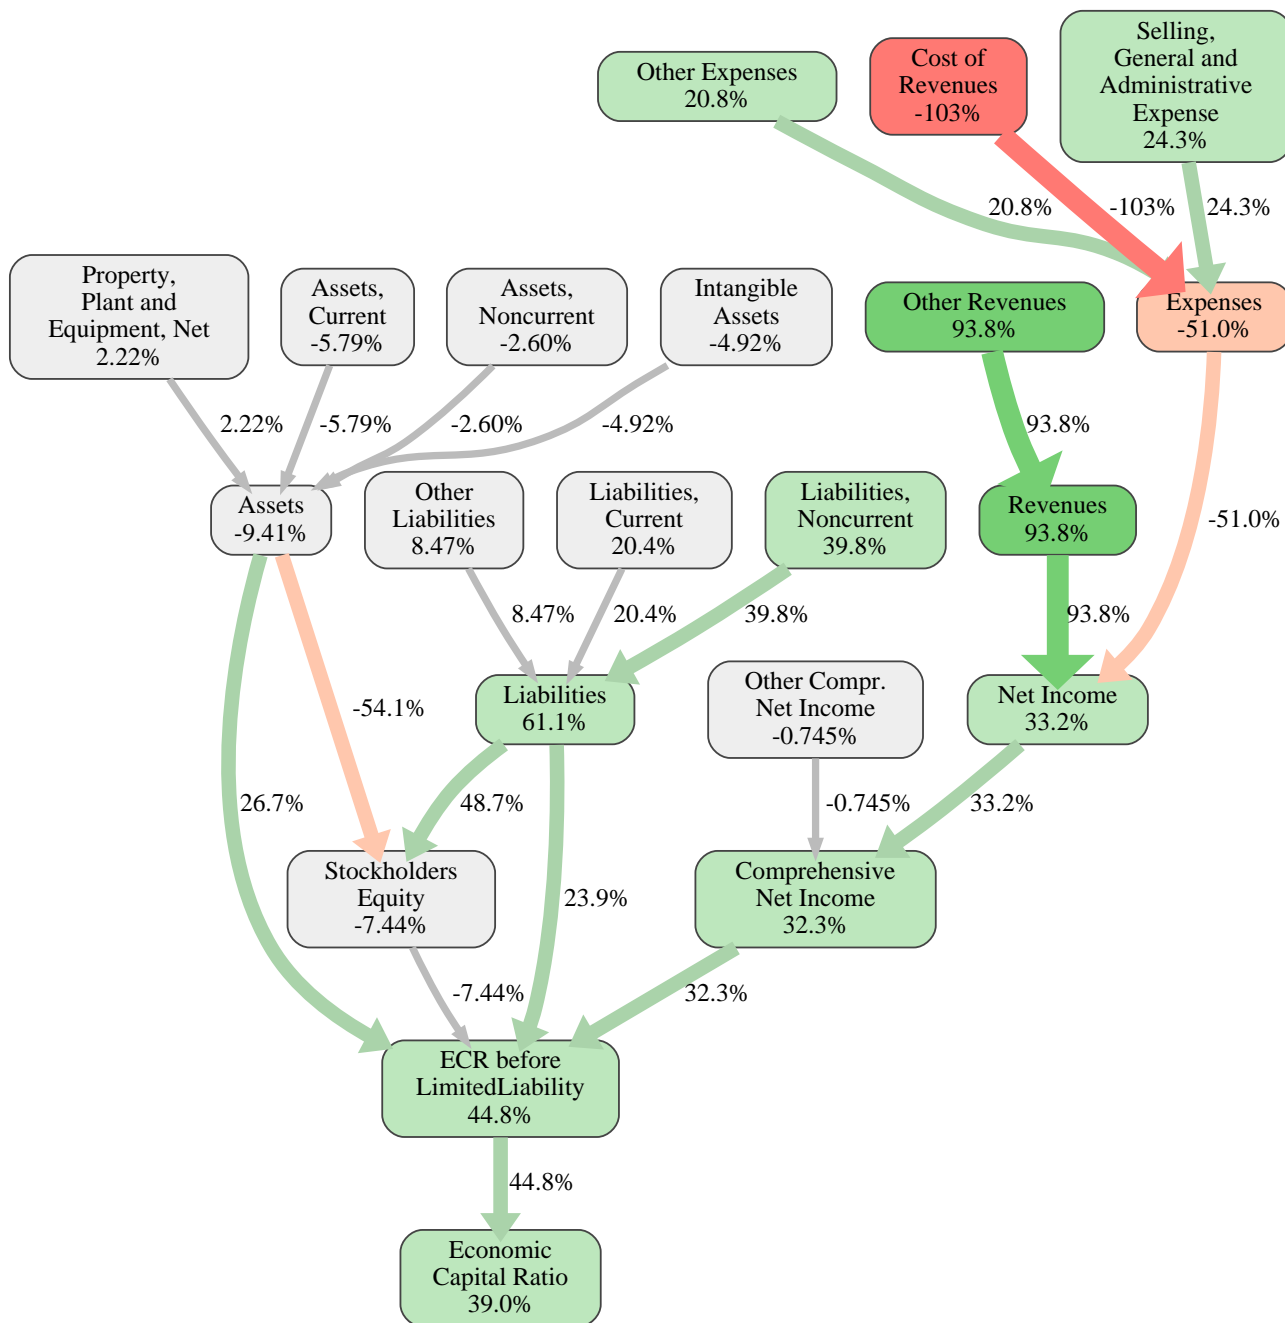 Other Expenses
20.8%
Cost of
Revenues
-103%
Selling,
General and
Administrative
Expense
24.3%
20.8%
-103%
24.3%
Property,
Plant and
Equipment, Net
2.22%
Assets,
Current
-5.79%
Assets,
Noncurrent
-2.60%
Intangible
Assets
-4.92%
Other Revenues
93.8%
Expenses
-51.0%
2.22%
-5.79%
-2.60%
-4.92%
93.8%
Assets
-9.41%
Other
Liabilities
8.47%
Liabilities,
Current
20.4%
Liabilities,
Noncurrent
39.8%
Revenues
93.8%
-51.0%
8.47%
20.4%
39.8%
93.8%
-54.1%
Liabilities
61.1%
Other Compr.
Net Income
-0.745%
Net Income
33.2%
26.7%
48.7%
-0.745%
33.2%
Stockholders
Equity
-7.44%
23.9%
Comprehensive
Net Income
32.3%
-7.44%
32.3%
ECR before
LimitedLiability
44.8%
44.8%
Economic
Capital Ratio
39.0%